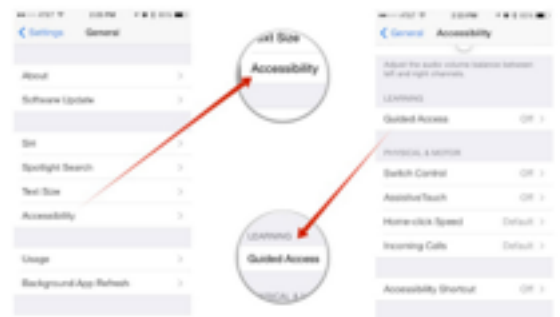 Settings
General
About
Software Update
Siri
Spotlight Search
Text Size
Accessibility
Usage
Background App Refresh
Text Size
Accessibility
LEARNING
Guided Access
General
Accessibility
Adjust the audio volume balance between
left and right channels.
LEARNING
Guided Access Off
PHYSICAL & MOTOR
Switch Control Off
AssistiveTouch Off
Home-click Speed Default
Incoming Calls Default
Accessibility Shortcut Off